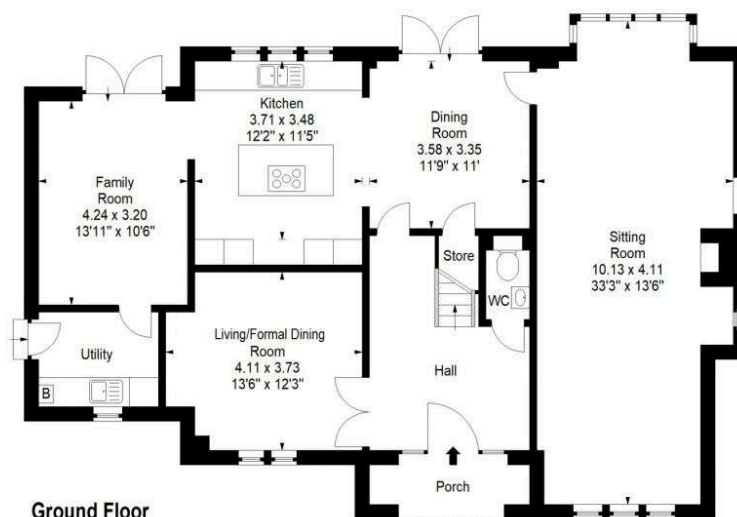 Kitchen
3.71 x 3.48
12'2" x 11'5"
Dining
Room
3.58 x 3.35
11'9" x 11'
Family
Room
4.24 x 3.20
13'11" x 10'6"
Sitting
Room
10.13 x 4.11
33'3" x 13'6"
Store
WC
Utility
B
Living/Formal Dining
Room
4.11 x 3.73
13'6" x 12'3"
Hall
Porch
Ground Floor